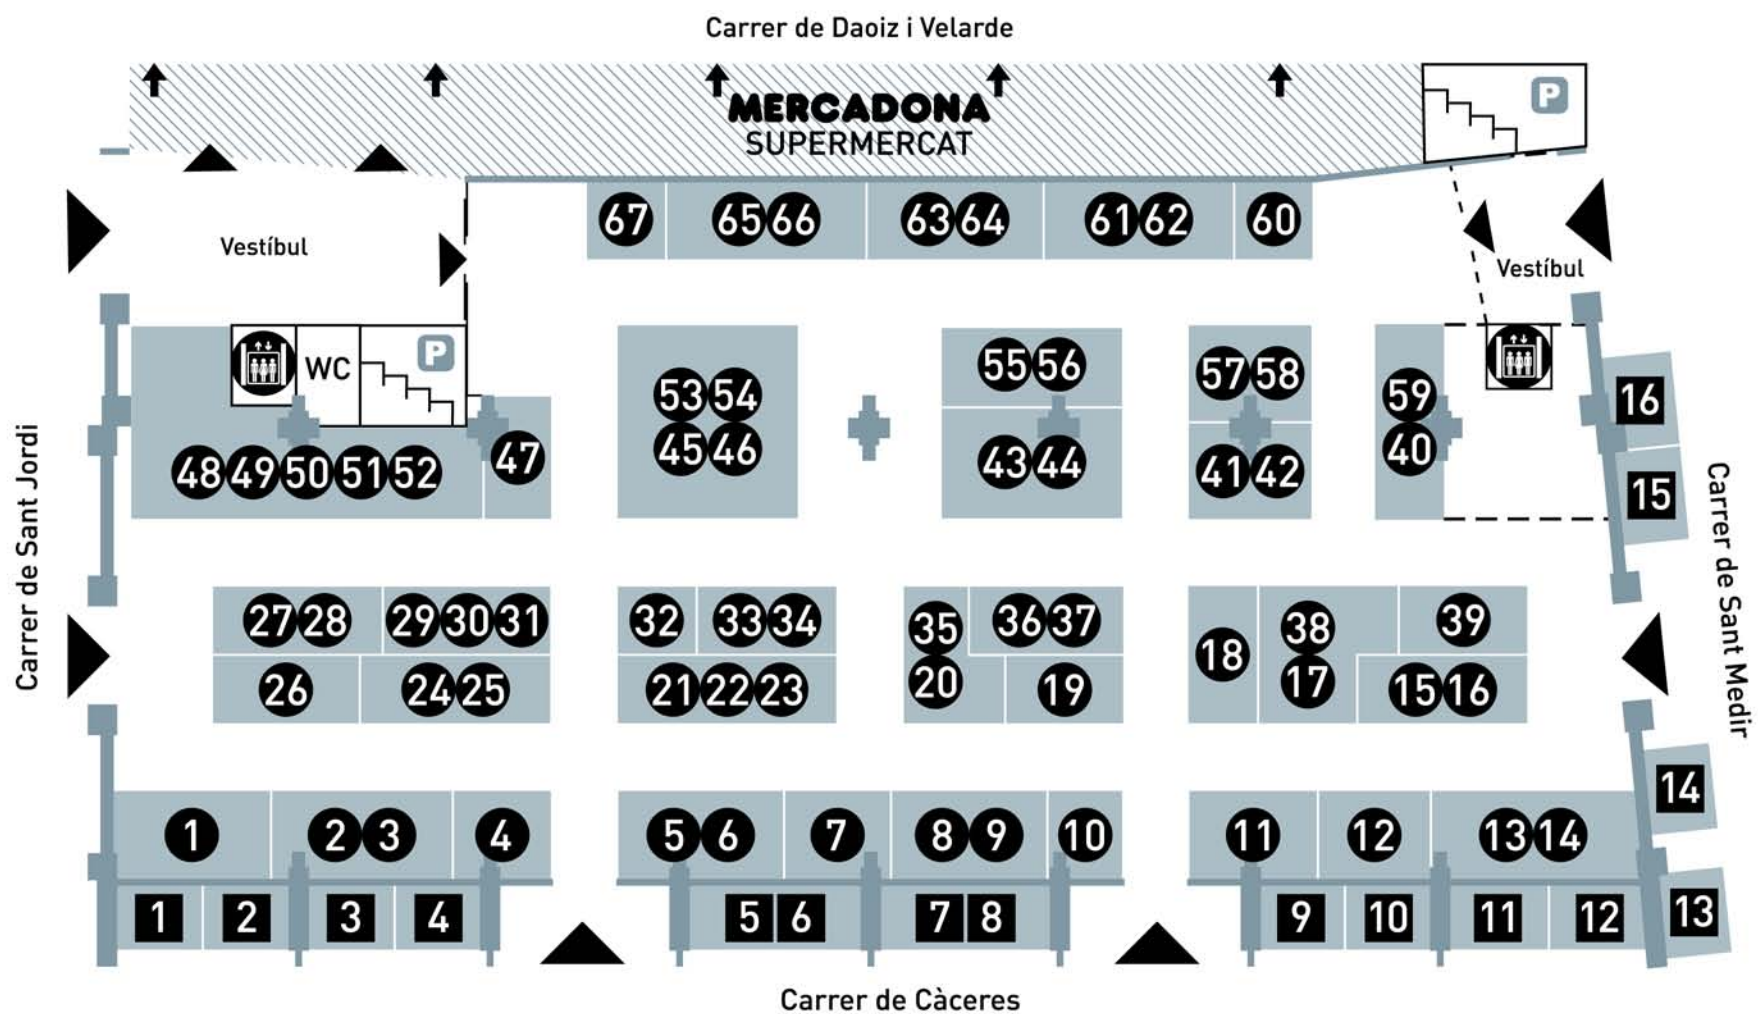 Carrer de Daoiz i Velarde
P
MERCADONA
SUPERMERCAT
67 65 66 63 64 61 62 60
Vestíbul
Vestíbul
WC P
55 56 57 58 59
53 54
16
45 46
48 49 50 51 52 47 43 44 41 42 40
15
Carrer de Sant Jordi
Carrer de Sant Medir
27 28 29 30 31 32 33 34 35 36 37 38 39
18
26 24 25 21 22 23 20 19 17 15 16
14
1 2 3 4 5 6 7 8 9 10 11 12 13 14
1 2 3 4 5 6 7 8 9 10 11 12 13
Carrer de Càceres